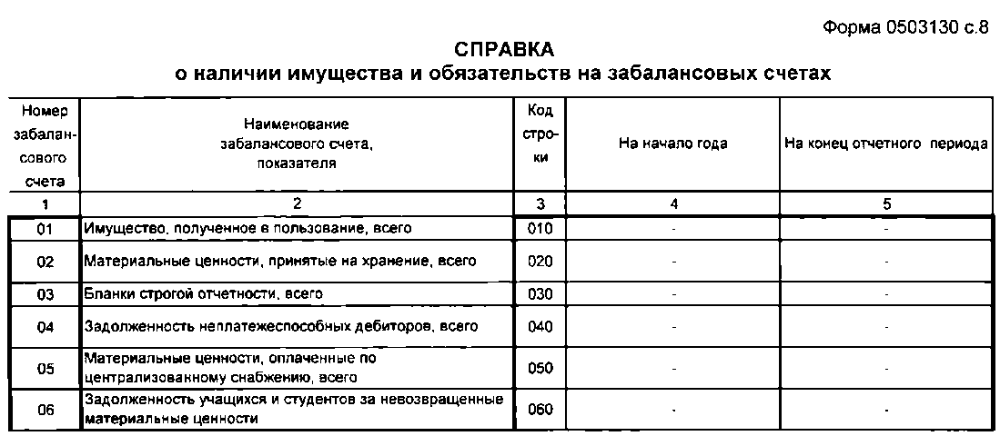 Форма 0503130 с.8
СПРАВКА
о наличии имущества и обязательств на забалансовых счетах
Номер
забалан-
сового
счета
Наименование
забалансового счета,
показателя
Код
стро-
ки
На начало года
На конец отчетного периода
1 2 3 4 5
01 Имущество, полученное в пользование, всего 010 - -
02 Материальные ценности, принятые на хранение, всего 020 - -
03 Бланки строгой отчетности, всего 030 - -
04 Задолженность неплатежеспособных дебиторов, всего 040 - -
05 Материальные ценности, оплаченные по
централизованному снабжению, всего 050 - -
06 Задолженность учащихся и студентов за невозвращенные
материальные ценности 060 - -